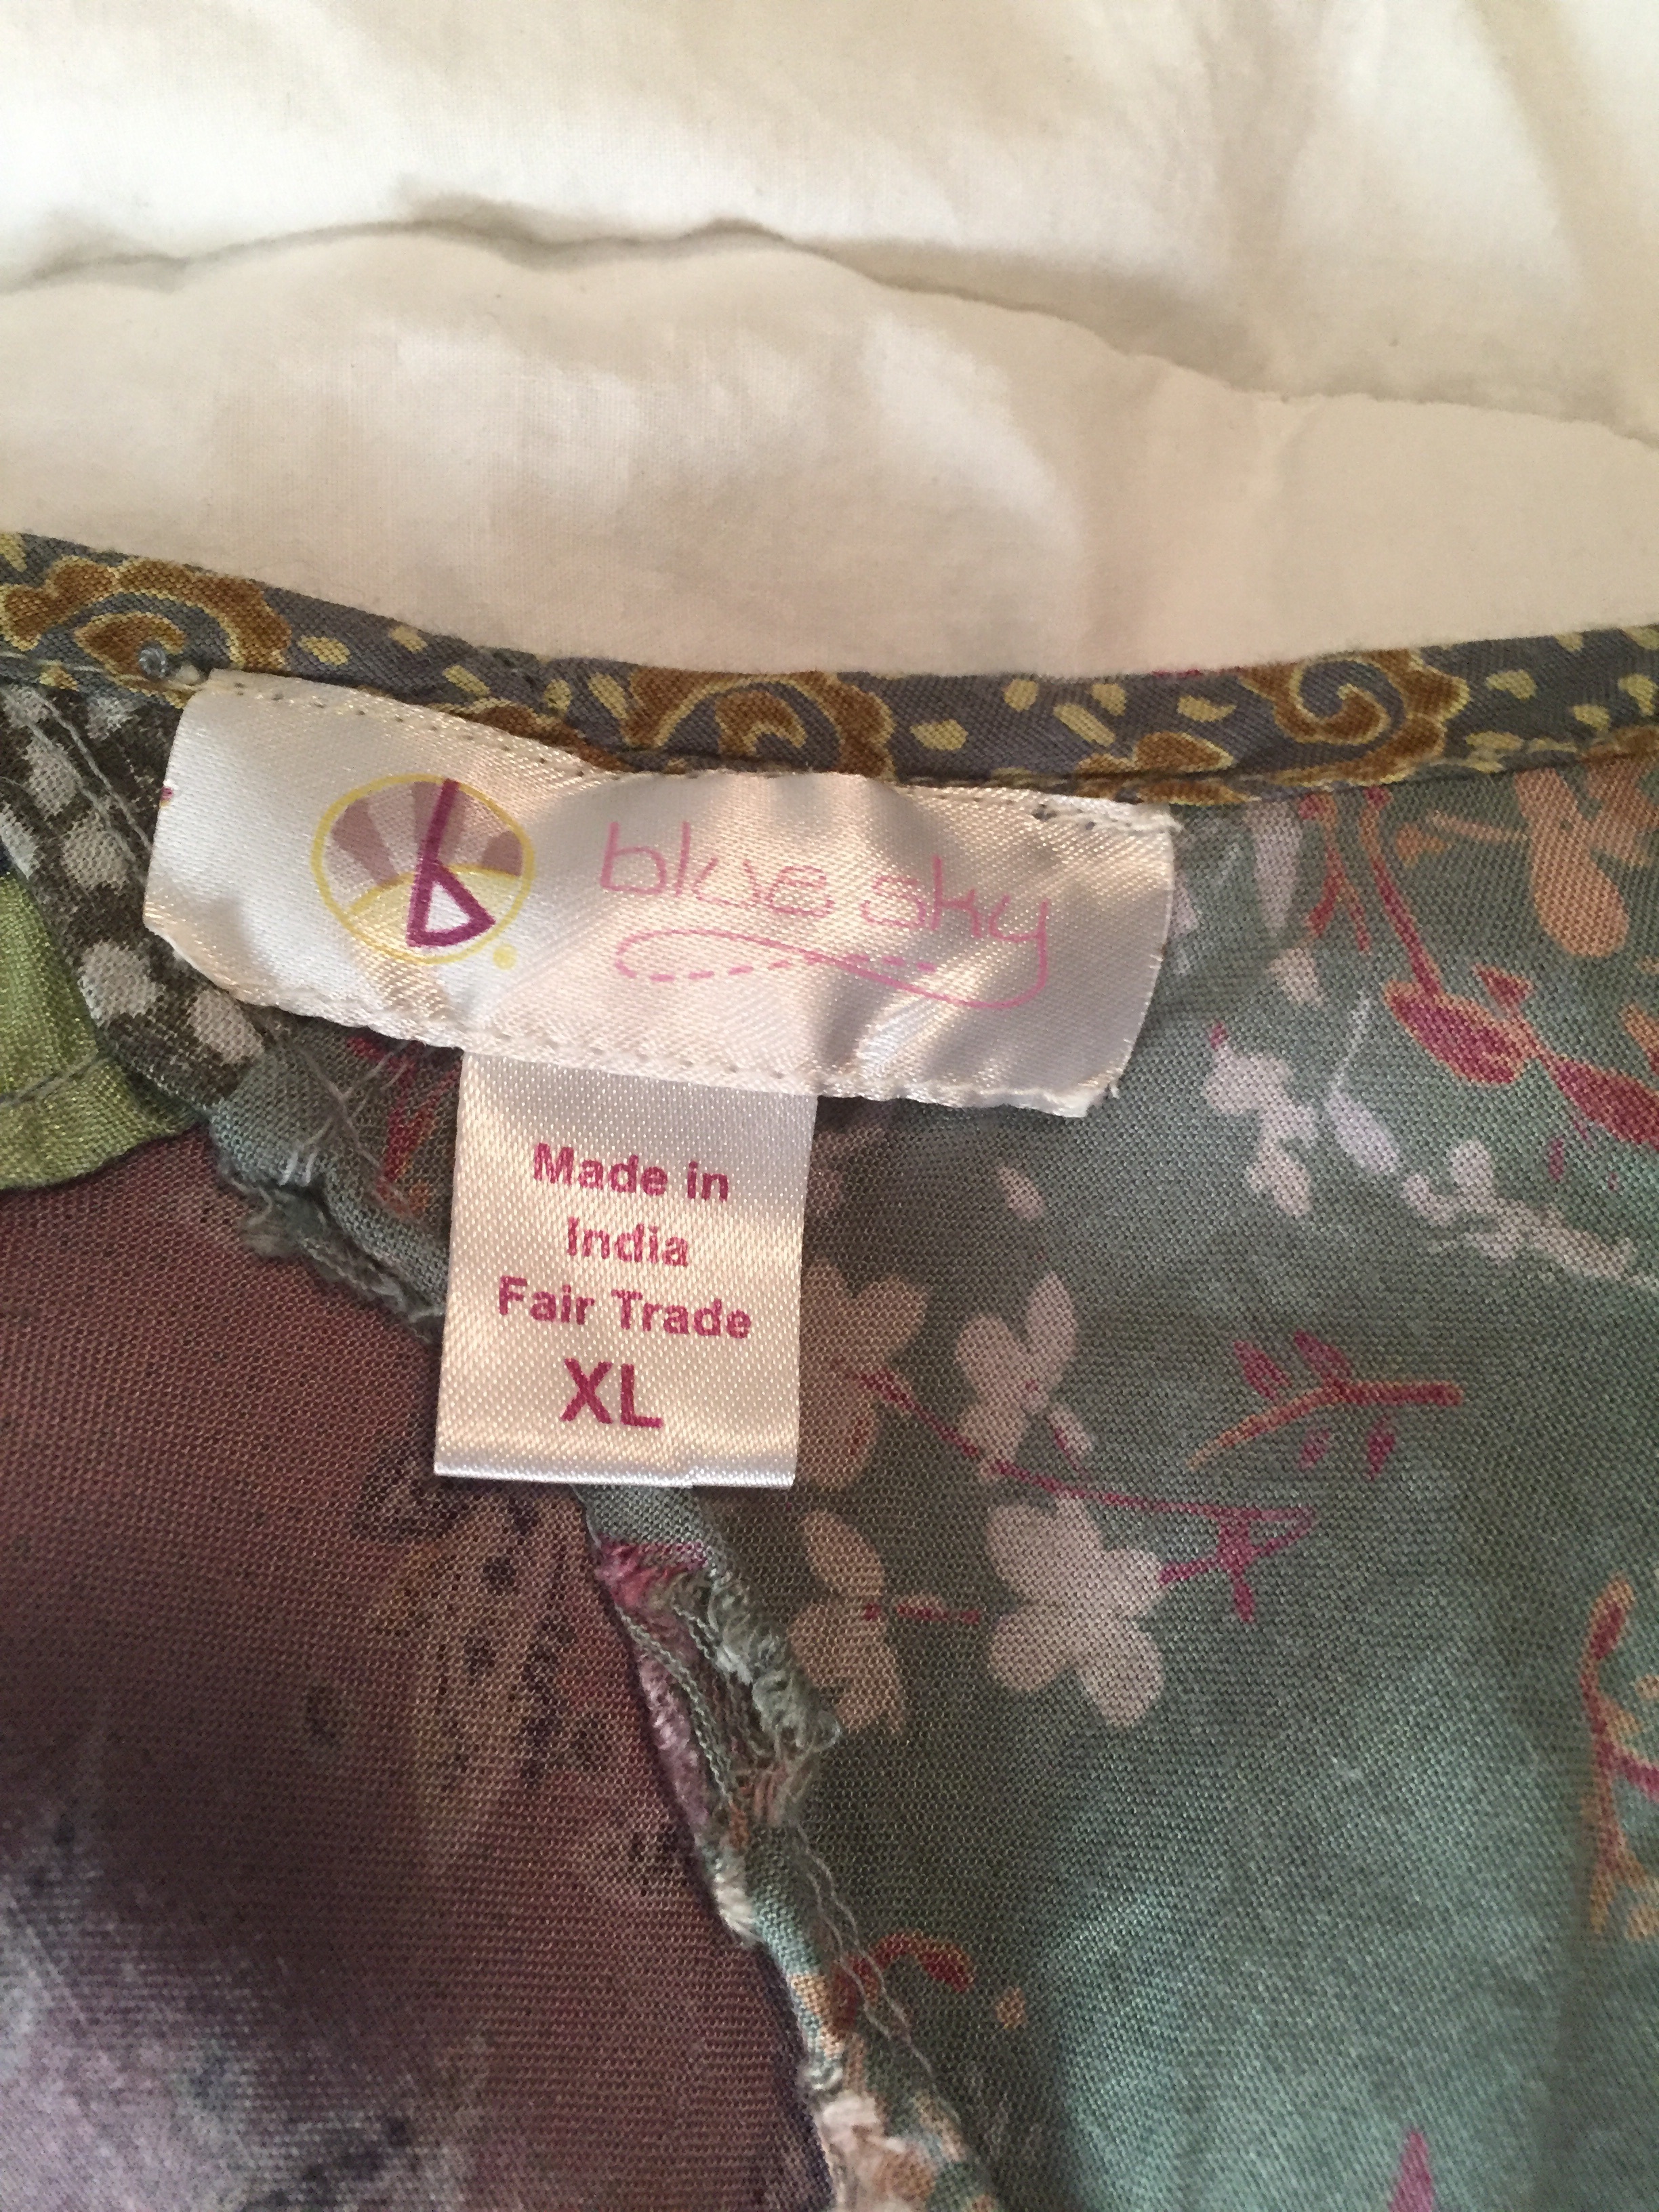 b
blue sky
Made in
India
Fair Trade
XL